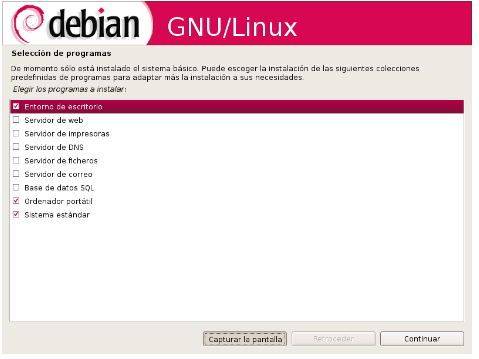 debian GNU/Linux
Selección de programas
De momento sólo está instalado el sistema básico. Puede escoger la instalación de las siguientes colecciones
predefinidas de programas para adaptar más la instalación a sus necesidades.
Elegir los programas a instalar:
Entorno de escritorio
Servidor de web
Servidor de impresoras
Servidor de DNS
Servidor de ficheros
Servidor de correo
Base de datos SQL
Ordenador portátil
Sistema estándar
Capturar la pantalla Retroceder Continuar